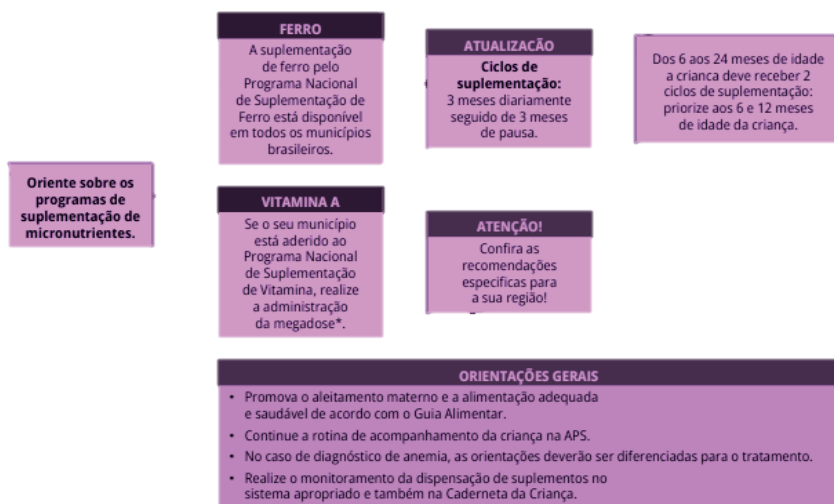 Oriente sobre os
programas de
suplementação de
micronutrientes.
FERRO
A suplementação
de ferro pelo
Programa Nacional
de Suplementação de
Ferro está disponível
em todos os municípios
brasileiros.
ATUALIZACÃO
Ciclos de
suplementação:
3 meses diariamente
seguido de 3 meses
de pausa.
Dos 6 aos 24 meses de idade
a crianca deve receber 2
ciclos de suplementação:
priorize aos 6 e 12 meses
de idade da criança.
VITAMINA A
Se o seu município
está aderido ao
Programa Nacional
de Suplementação
de Vitamina, realize
a administração
da megadose*.
ATENÇÃO!
Confira as
recomendações
especificas para
a sua região!
ORIENTAÇÕES GERAIS
• Promova o aleitamento materno e a alimentação adequada
e saudável de acordo com o Guia Alimentar.
• Continue a rotina de acompanhamento da criança na APS.
• No caso de diagnóstico de anemia, as orientações deverão ser diferenciadas para o tratamento.
• Realize o monitoramento da dispensação de suplementos no
sistema apropriado e também na Caderneta da Criança.